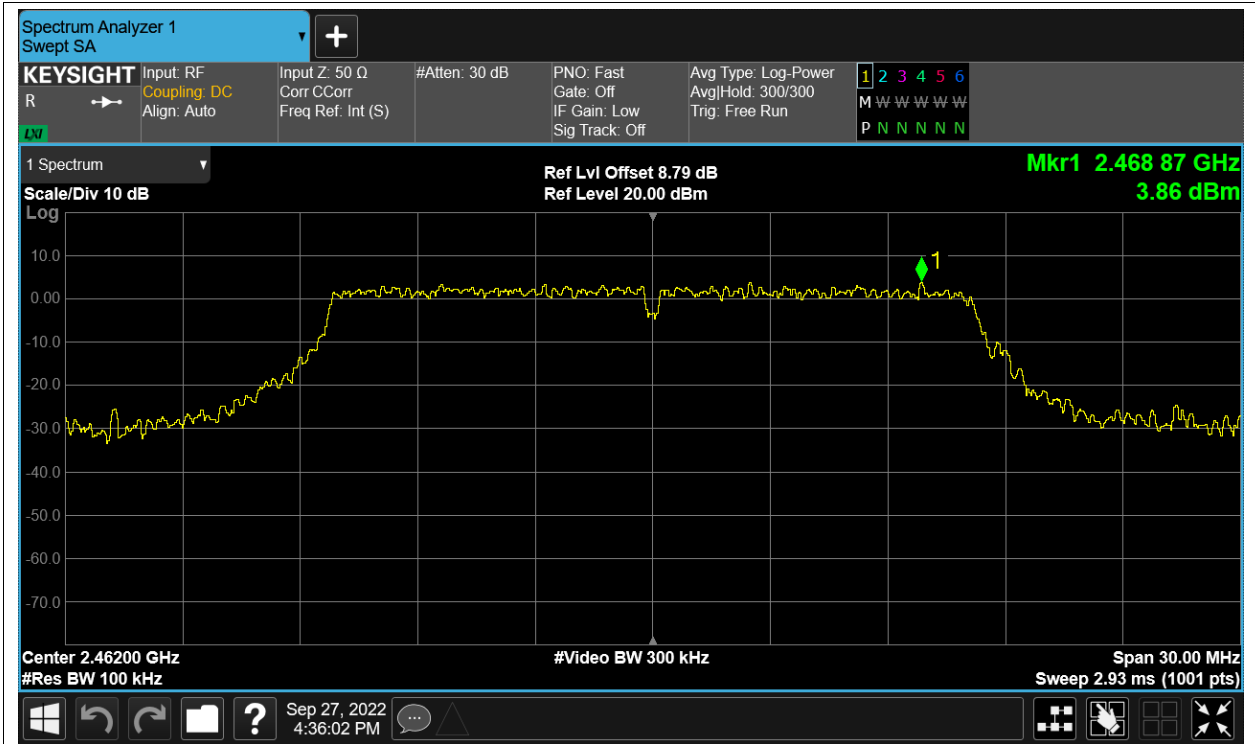 Spectrum Analyzer 1
Swept SA
KEYSIGHT
R
LXI
Input: RF
Coupling: DC
Align: Auto
Input Z: 50 Ω
Corr CCorr
Freq Ref: Int (S)
#Atten: 30 dB
PNO: Fast
Gate: Off
IF Gain: Low
Sig Track: Off
Avg Type: Log-Power
Avg|Hold: 300/300
Trig: Free Run
1 2 3 4 5 6
M W W W W W
P N N N N N
1 Spectrum
Scale/Div 10 dB
Log
Ref Lvl Offset 8.79 dB
Ref Level 20.00 dBm
Mkr1 2.468 87 GHz
3.86 dBm
1
10.0
0.00
-10.0
-20.0
-30.0
-40.0
-50.0
-60.0
-70.0
Center 2.46200 GHz
#Res BW 100 kHz
#Video BW 300 kHz
Span 30.00 MHz
Sweep 2.93 ms (1001 pts)
?
Sep 27, 2022
4:36:02 PM